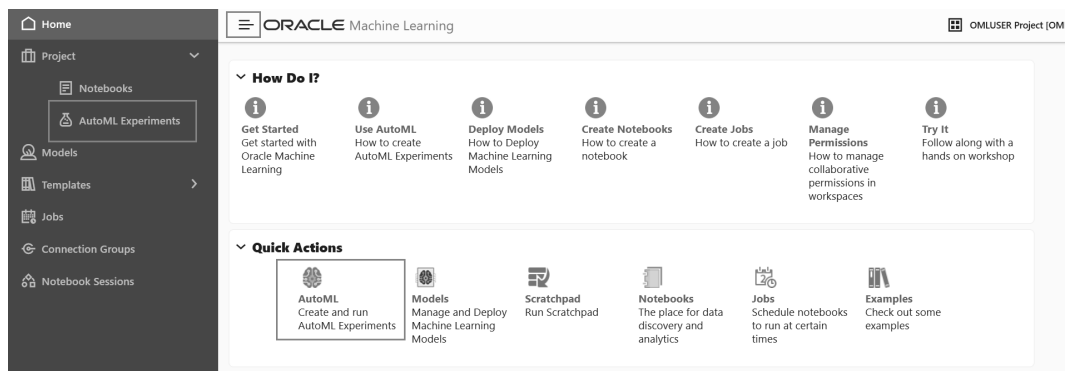 Home
Project
Notebooks
AutoML Experiments
Models
Templates
Jobs
Connection Groups
Notebook Sessions
ORACLE Machine Learning
OMLUSER Project [OM
How Do I?
Get Started
Get started with
Oracle Machine
Learning
Use AutoML
How to create
AutoML Experiments
Deploy Models
How to Deploy
Machine Learning
Models
Create Notebooks
How to create a
notebook
Create Jobs
How to create a job
Manage
Permissions
How to manage
collaborative
permissions in
workspaces
Try It
Follow along with a
hands on workshop
Quick Actions
AutoML
Create and run
AutoML Experiments
Models
Manage and Deploy
Machine Learning
Models
Scratchpad
Run Scratchpad
Notebooks
The place for data
discovery and
analytics
Jobs
Schedule notebooks
to run at certain
times
Examples
Check out some
examples